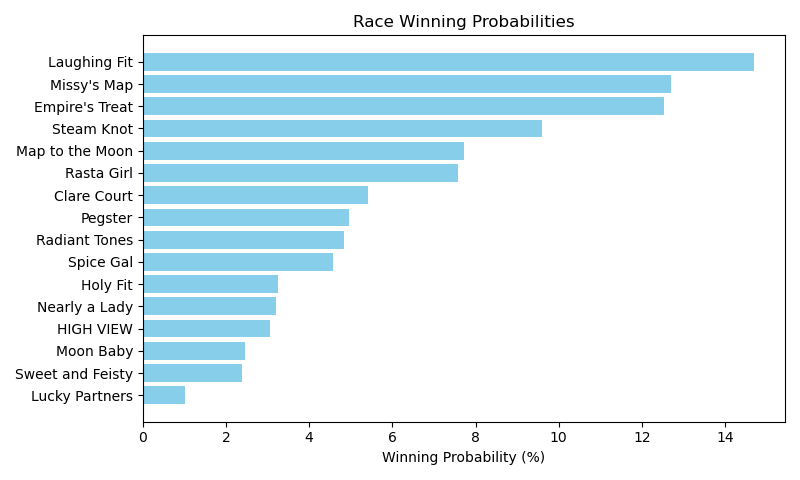 Race Winning Probabilities
Laughing Fit
Missy's Map
Empire's Treat
Steam Knot
Map to the Moon
Rasta Girl
Clare Court
Pegster
Radiant Tones
Spice Gal
Holy Fit
Nearly a Lady
HIGH VIEW
Moon Baby
Sweet and Feisty
Lucky Partners
0 2 4 6 8 10 12 14
Winning Probability (%)